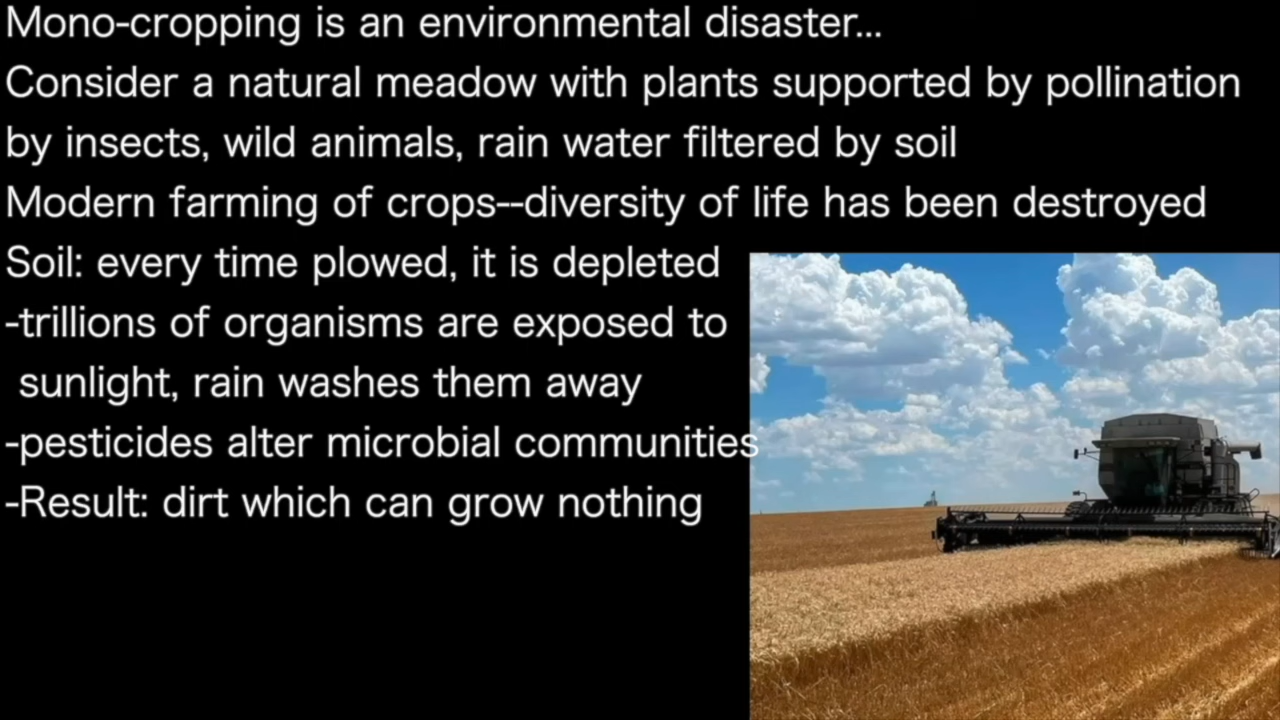 Mono-cropping is an environmental disaster...
Consider a natural meadow with plants supported by pollination
by insects, wild animals, rain water filtered by soil
Modern farming of crops--diversity of life has been destroyed
Soil: every time plowed, it is depleted
-trillions of organisms are exposed to
sunlight, rain washes them away
-pesticides alter microbial communities
-Result: dirt which can grow nothing